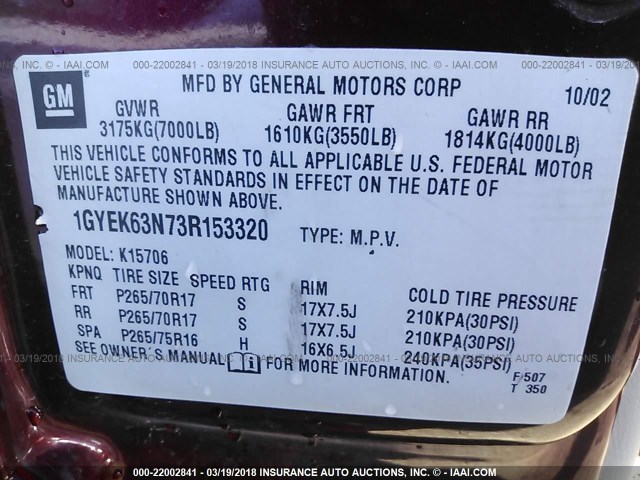 000-22002841 - 03/19/2018 INSURANCE AUTO AUCTIONS, INC. - IAAI.COM
GM ®
MFD BY GENERAL MOTORS CORP
10/02
GVWR GAWR FRT GAWR RR
3175KG(7000LB) 1610KG(3550LB) 1814KG(4000LB)
THIS VEHICLE CONFORMS TO ALL APPLICABLE U.S. FEDERAL MOTOR
VEHICLE SAFETY STANDARDS IN EFFECT ON THE DATE OF
MANUFACTURE SHOWN ABOVE.
1GYEK63N73R153320 TYPE: M.P.V.
MODEL: K15706
KPNQ TIRE SIZE SPEED RTG RIM COLD TIRE PRESSURE
FRT P265/70R17 S 17X7.5J 210KPA(30PSI)
RR P265/70R17 S 17X7.5J 210KPA(30PSI)
SPA P265/75R16 H 16X6.5J 240KPA(35PSI)
SEE OWNER'S MANUAL i FOR MORE INFORMATION.
F/507
T 350
000-22002841 - 03/19/2018 INSURANCE AUTO AUCTIONS, INC. - IAAI.COM